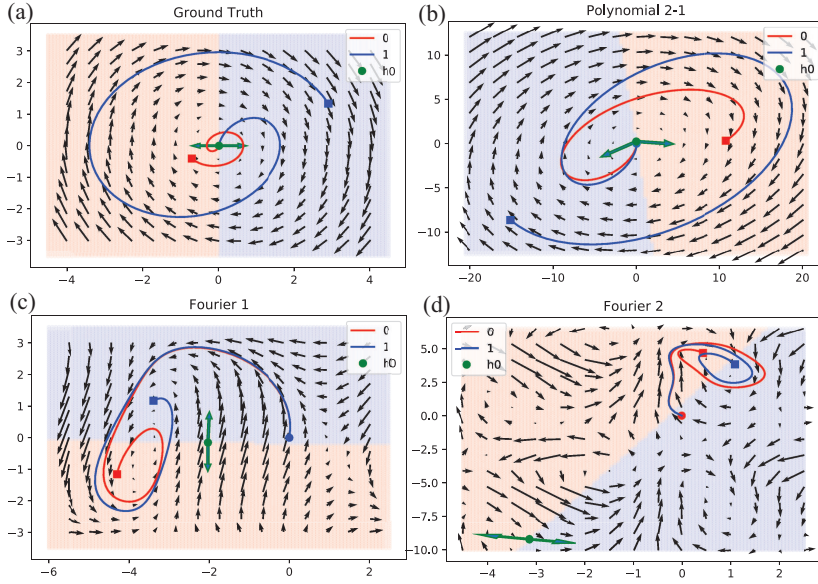 (a) Ground Truth
3
2
1
0
−1
−2
−3
0
1
h0
−4 −2 0 2 4
(b) Polynomial 2-1
10
5
0
−5
−10
0
1
h0
−20 −10 0 10 20
(c) Fourier 1
3
2
1
0
−1
−2
−3
0
1
h0
−6 −4 −2 0 2
(d) Fourier 2
5.0
2.5
0.0
−2.5
−5.0
−7.5
−10.0
0
1
h0
−4 −3 −2 −1 0 1 2